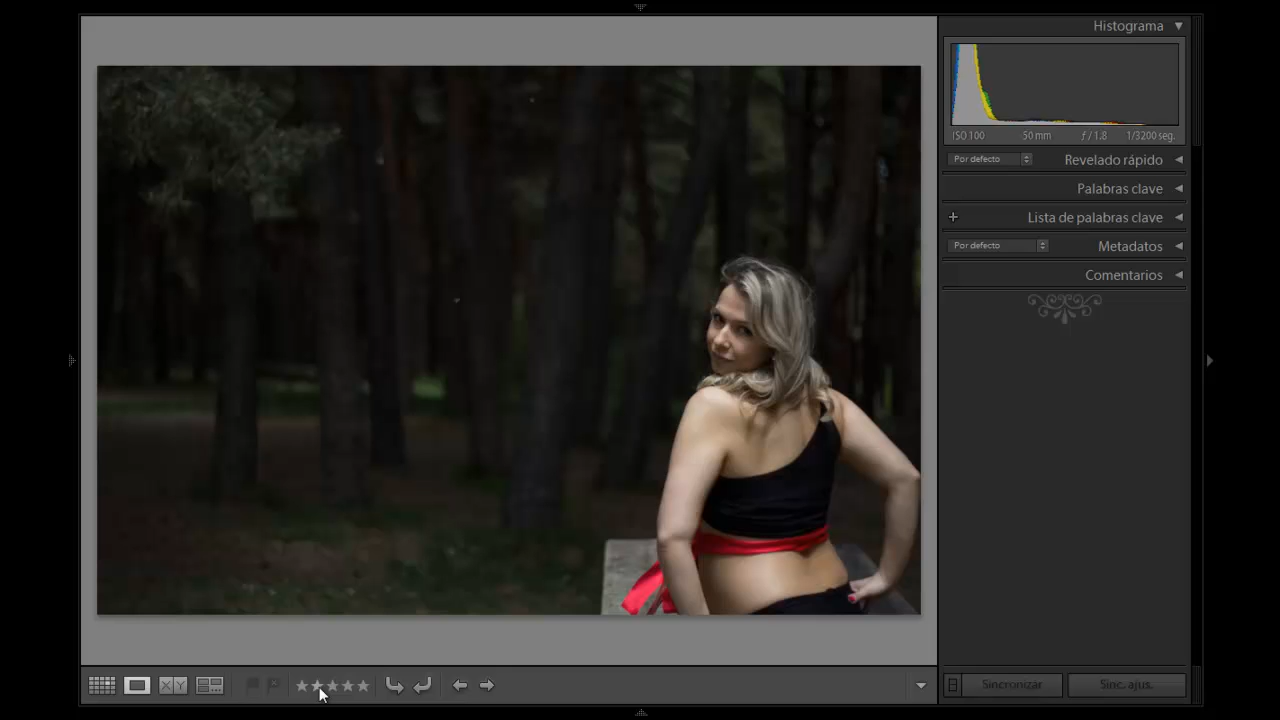 Histograma
ISO 100 50 mm ƒ / 1.8 1/3200 seg.
Por defecto Revelado rápido
Palabras clave
+ Lista de palabras clave
Por defecto Metadatos
Comentarios
X Y
Sincronizar Sinc. ajus.